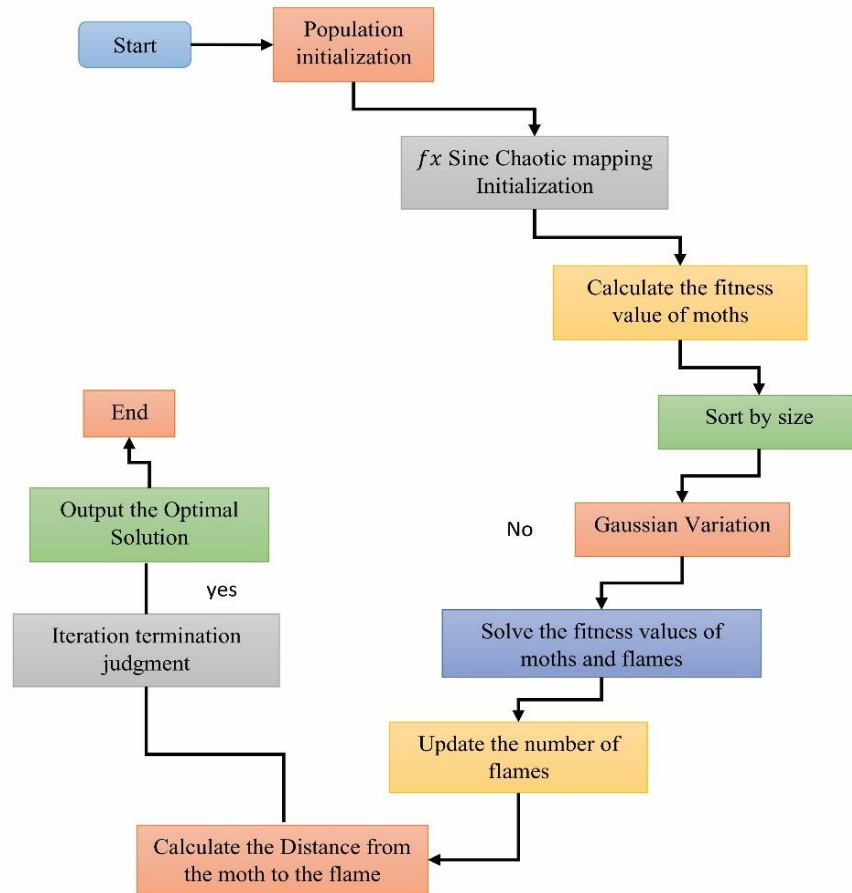 Start
Population
initialization
fx Sine Chaotic mapping
Initialization
Calculate the fitness
value of moths
Sort by size
Gaussian Variation
No
Solve the fitness values of
moths and flames
Update the number of
flames
Calculate the Distance from
the moth to the flame
Iteration termination
judgment
yes
Output the Optimal
Solution
End